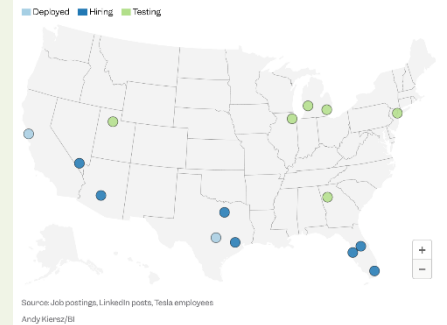 Deployed Hiring Testing
+
−
Source: Job postings, LinkedIn posts, Tesla employees
Andy Kiersz/BI